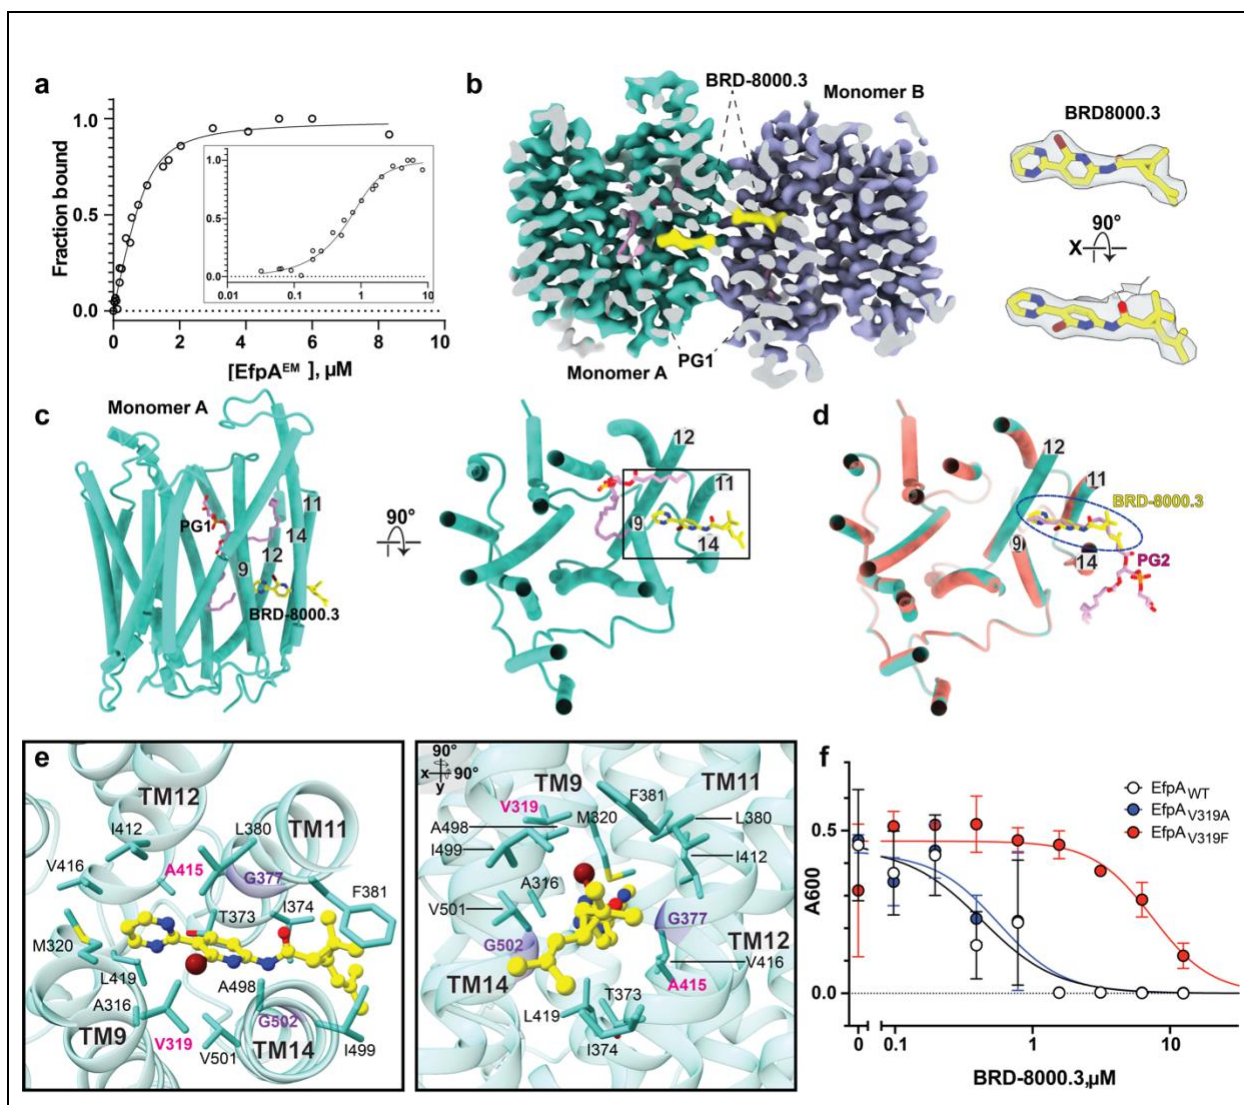 a
1.0
0.5
0.0
Fraction bound
0
2
4
6
8
10
[EfpA^EM ], µM
1.0
0.5
0.0
0.01
0.1
1
10
b
BRD-8000.3
Monomer B
PG1
Monomer A
BRD8000.3
90°
X
c
Monomer A
PG1
11
14
12
9
BRD-8000.3
90°
12
11
9
14
d
12
11
BRD-8000.3
9
14
PG2
e
TM12
I412
L380
TM11
V416
A415
G377
F381
T373
I374
M320
L419
A498
A316
G502
TM9
V319
V501
TM14
I499
90°
x
90°
y
TM9
TM11
V319
F381
M320
A498
L380
I499
I412
A316
V501
G377
G502
TM12
V416
TM14
A415
T373
L419
I374
f
EfpA_WT
EfpA_V319A
EfpA_V319F
0.5
0.0
A600
0
0.1
1
10
BRD-8000.3,µM